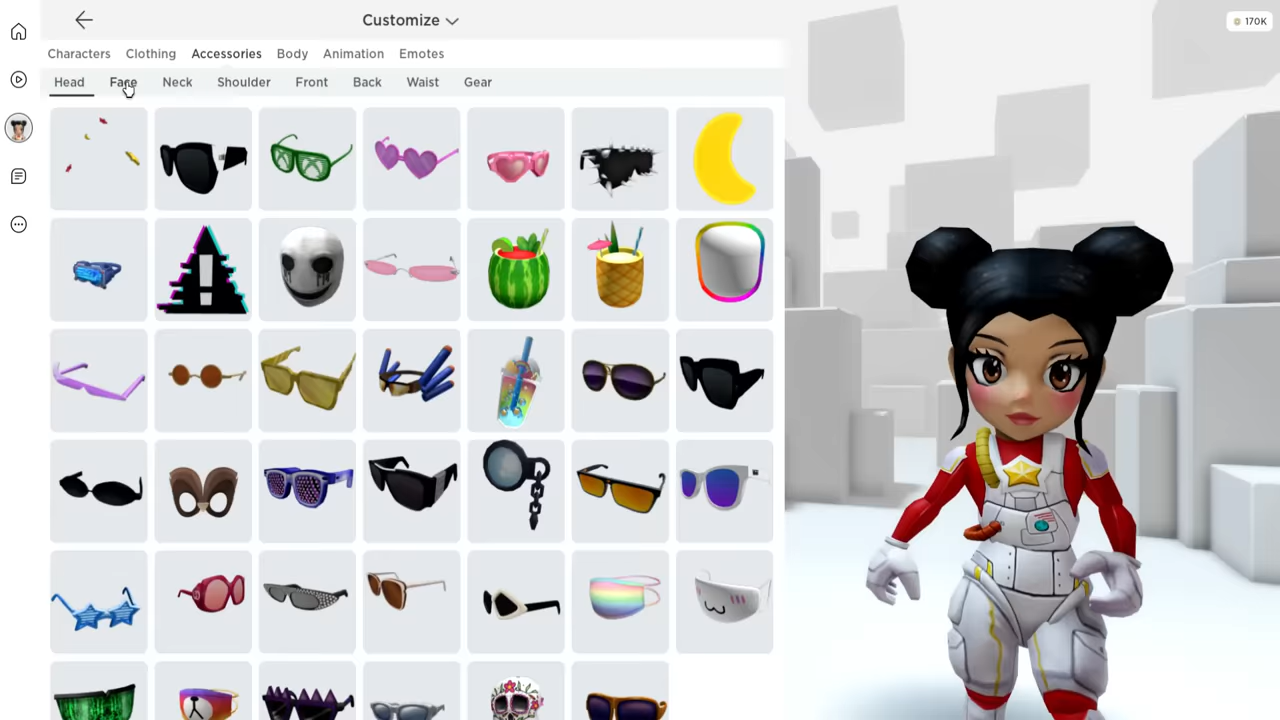 Customize
170K
Characters Clothing Accessories Body Animation Emotes
Head Face Neck Shoulder Front Back Waist Gear